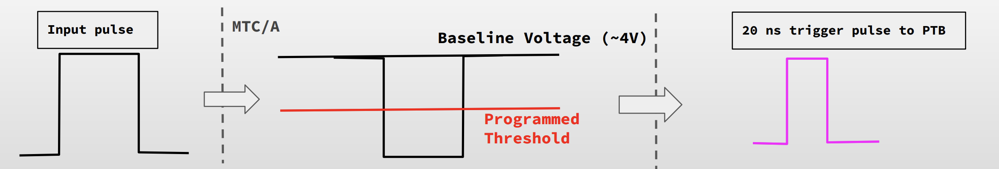 Input pulse
MTC/A
Baseline Voltage (~4V)
Programmed
Threshold
20 ns trigger pulse to PTB